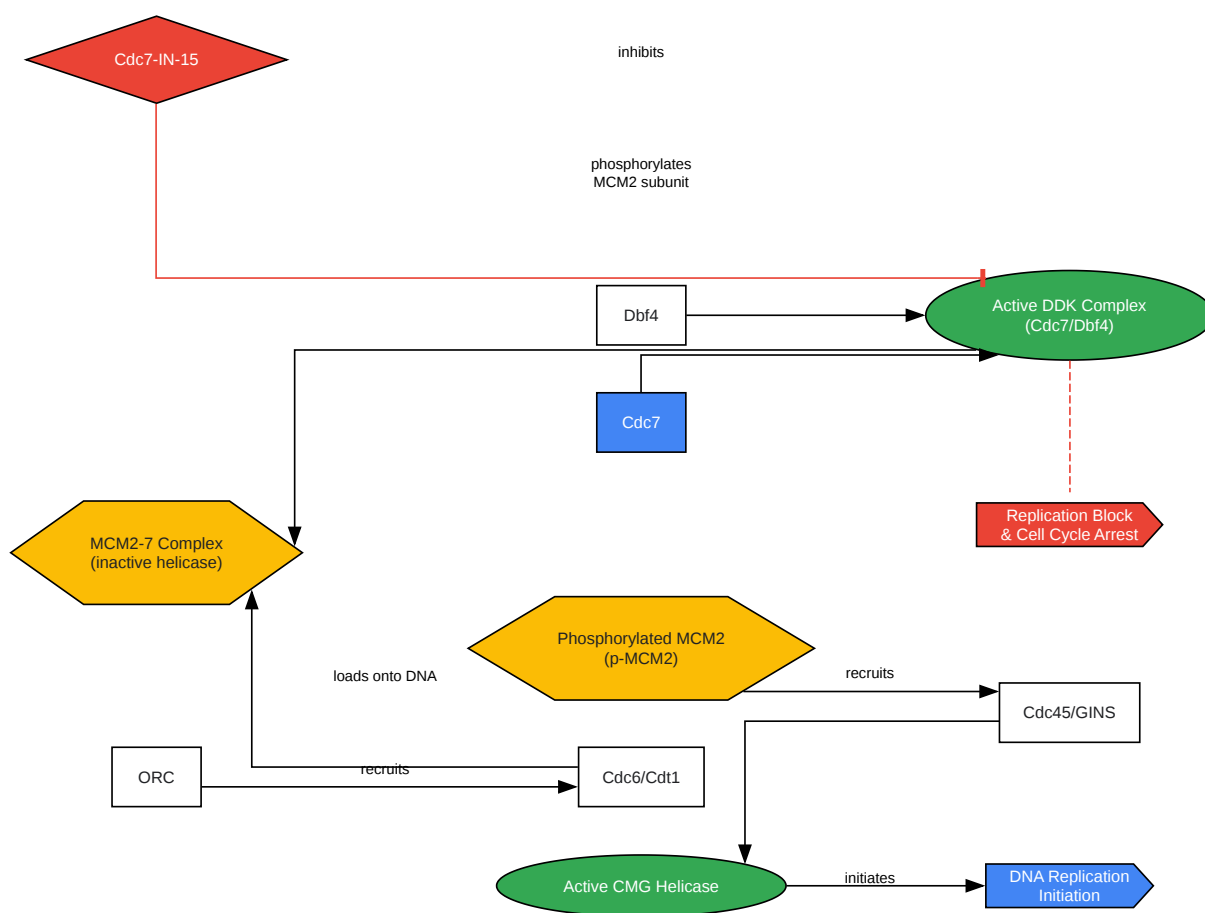 Cdc7-IN-15
inhibits
phosphorylates
MCM2 subunit
Dbf4
Active DDK Complex
(Cdc7/Dbf4)
Cdc7
Replication Block
& Cell Cycle Arrest
MCM2-7 Complex
(inactive helicase)
Phosphorylated MCM2
(p-MCM2)
loads onto DNA
recruits
Cdc45/GINS
ORC
recruits
Cdc6/Cdt1
Active CMG Helicase
initiates
DNA Replication
Initiation